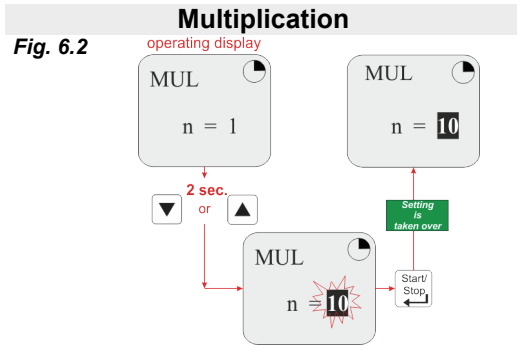 Multiplication
Fig. 6.2
operating display
MUL
n = 1
MUL
n = 10
2 sec.
or
Setting
is
taken over
MUL
n = 10
Start/
Stop